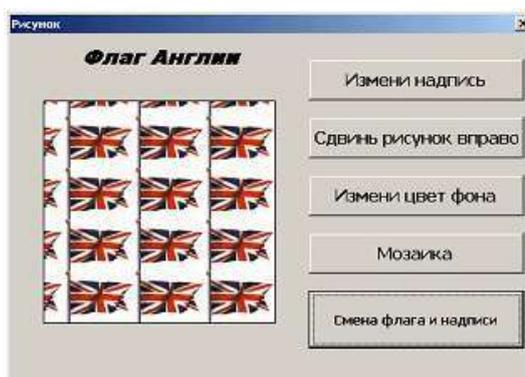 Рисунок
Флаг Англии
Измени надпись
Сдвинь рисунок вправо
Измени цвет фона
Мозаика
Смена флага и надписи